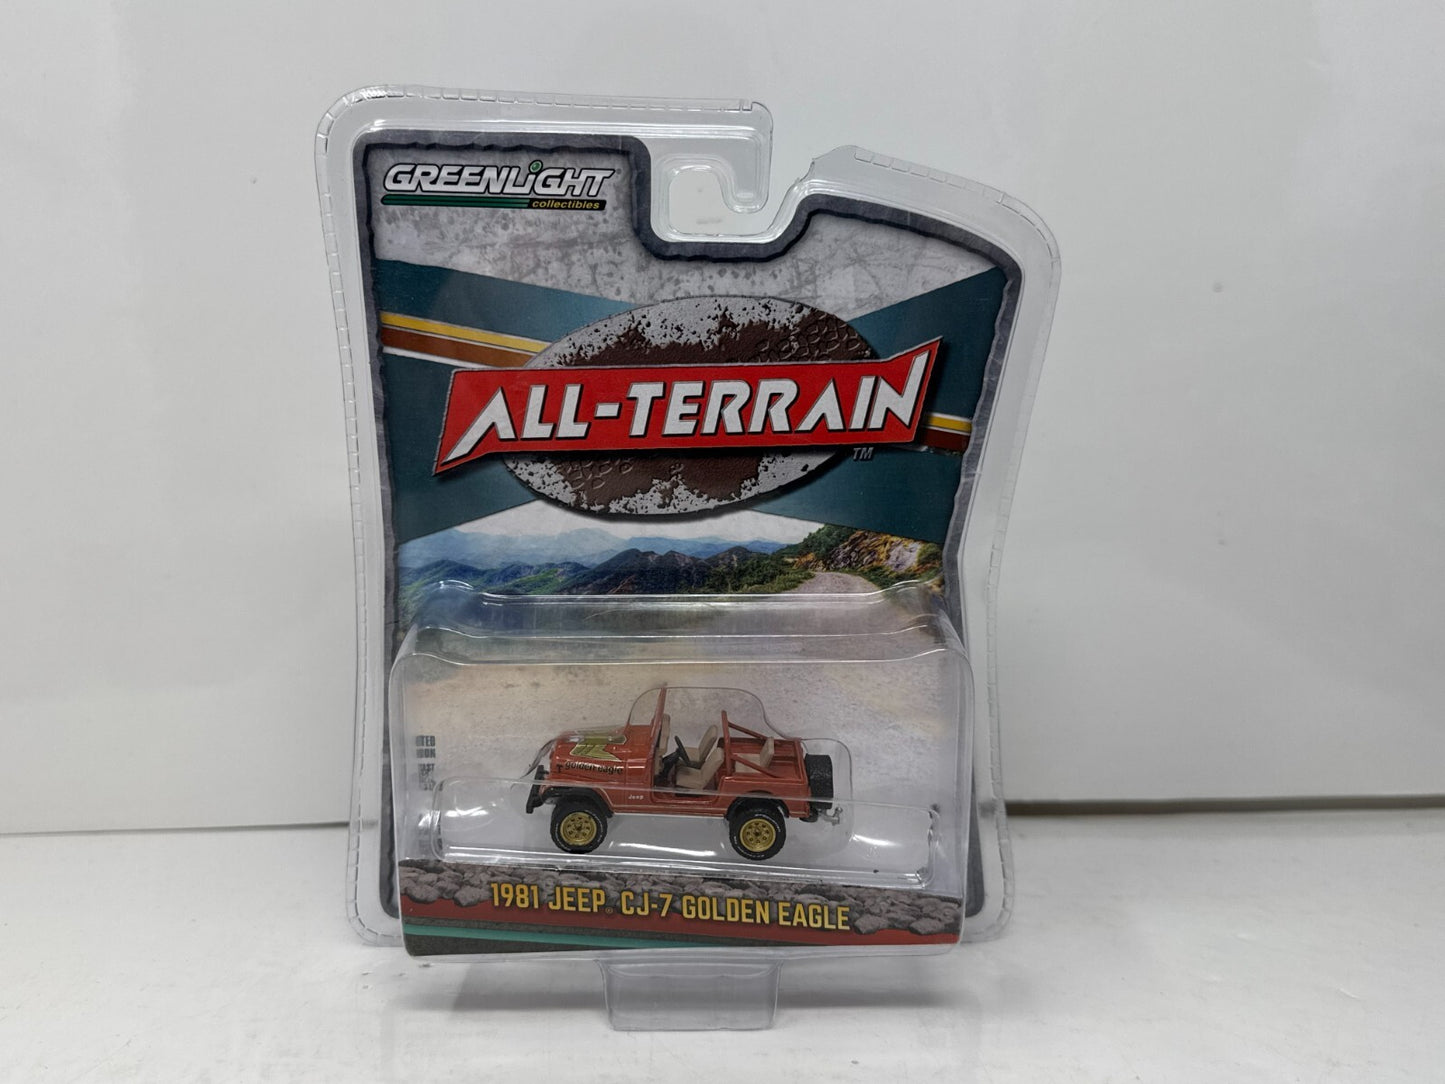 GREENLIGHT
collectibles
ALL-TERRAIN
TM
golden eagle
Jeep
1981 JEEP® CJ-7 GOLDEN EAGLE